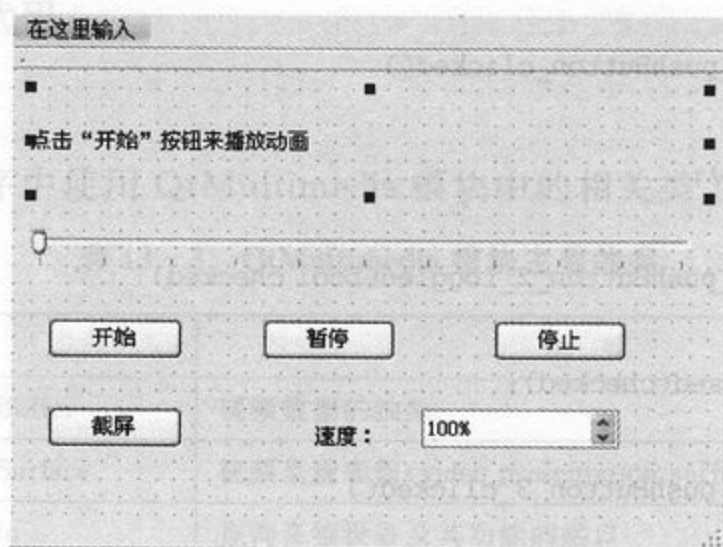 在这里输入
点击“开始”按钮来播放动画
开始
暂停
停止
截屏
速度：
100%